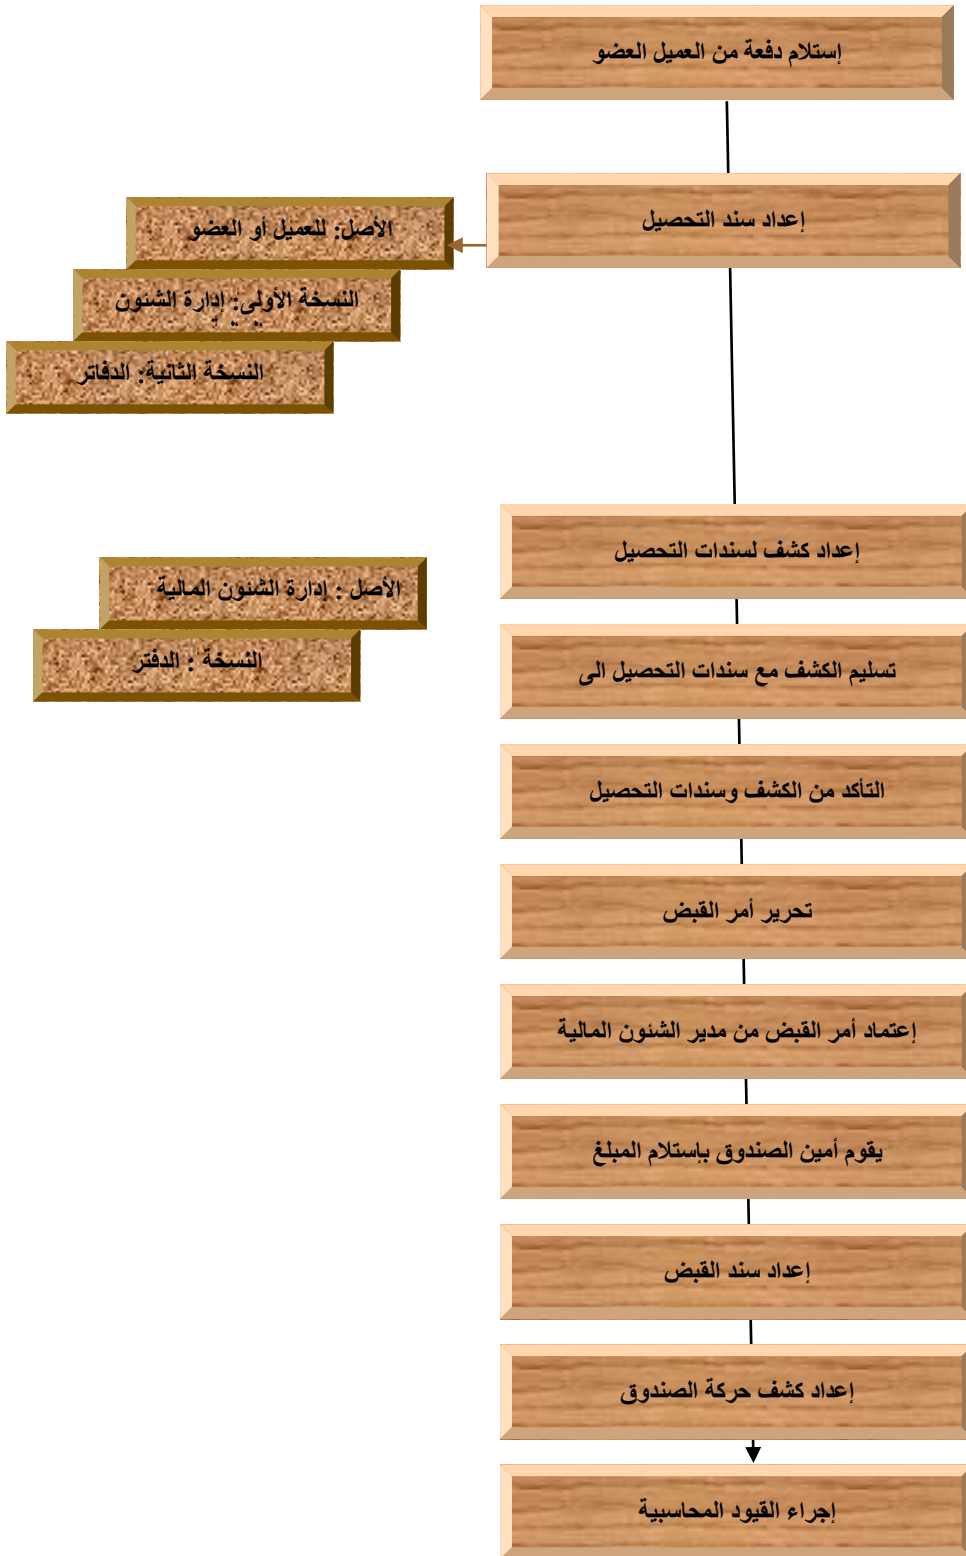 إستلام دفعة من العميل العضو
إعداد سند التحصيل
الأصل: للعميل أو العضو
النسخة الأولى: إدارة الشئون
النسخة الثانية: الدفاتر
إعداد كشف لسندات التحصيل
الأصل : إدارة الشئون المالية
النسخة : الدفتر
تسليم الكشف مع سندات التحصيل الى
التأكد من الكشف وسندات التحصيل
تحرير أمر القبض
إعتماد أمر القبض من مدير الشئون المالية
يقوم أمين الصندوق بإستلام المبلغ
إعداد سند القبض
إعداد كشف حركة الصندوق
إجراء القيود المحاسبية